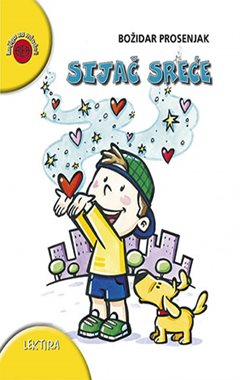 BOŽIDAR PROSENJAK
SIJAČ SREĆE
LEKTIRA